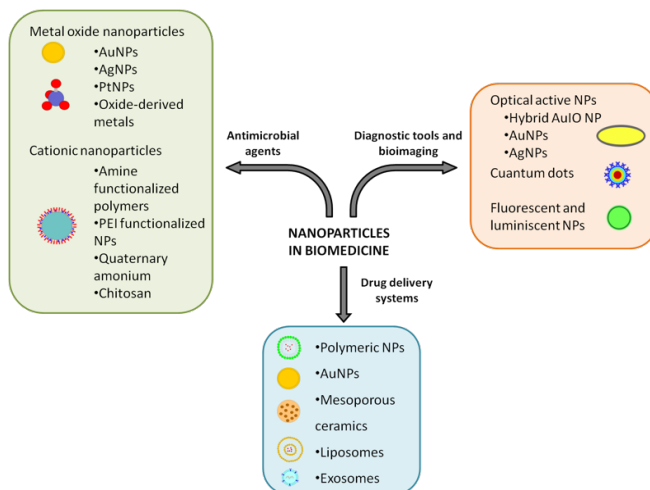 Metal oxide nanoparticles
•AuNPs
•AgNPs
•PtNPs
•Oxide-derived
metals
Cationic nanoparticles
•Amine
functionalized
polymers
•PEI functionalized
NPs
•Quaternary
amonium
•Chitosan
Antimicrobial
agents
Diagnostic tools and
bioimaging
Optical active NPs
•Hybrid AuIO NP
•AuNPs
•AgNPs
Cuantum dots
Fluorescent and
luminiscent NPs
NANOPARTICLES
IN BIOMEDICINE
Drug delivery
systems
•Polymeric NPs
•AuNPs
•Mesoporous
ceramics
•Liposomes
•Exosomes